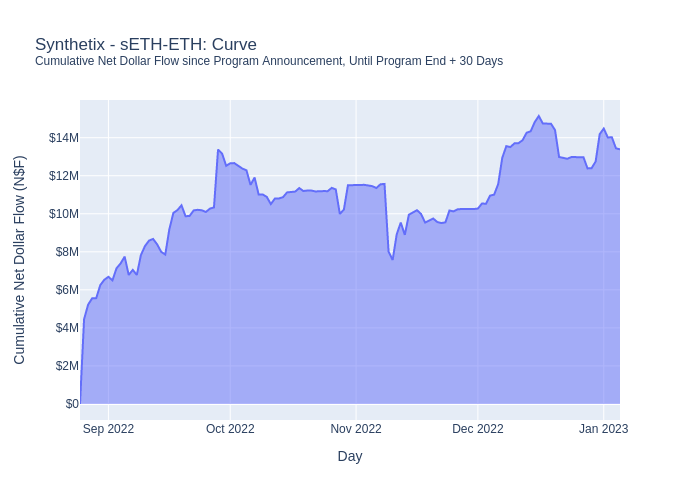 Synthetix - sETH-ETH: Curve
Cumulative Net Dollar Flow since Program Announcement, Until Program End + 30 Days
Cumulative Net Dollar Flow (N$F)
$14M
$12M
$10M
$8M
$6M
$4M
$2M
$0
Sep 2022 Oct 2022 Nov 2022 Dec 2022 Jan 2023
Day